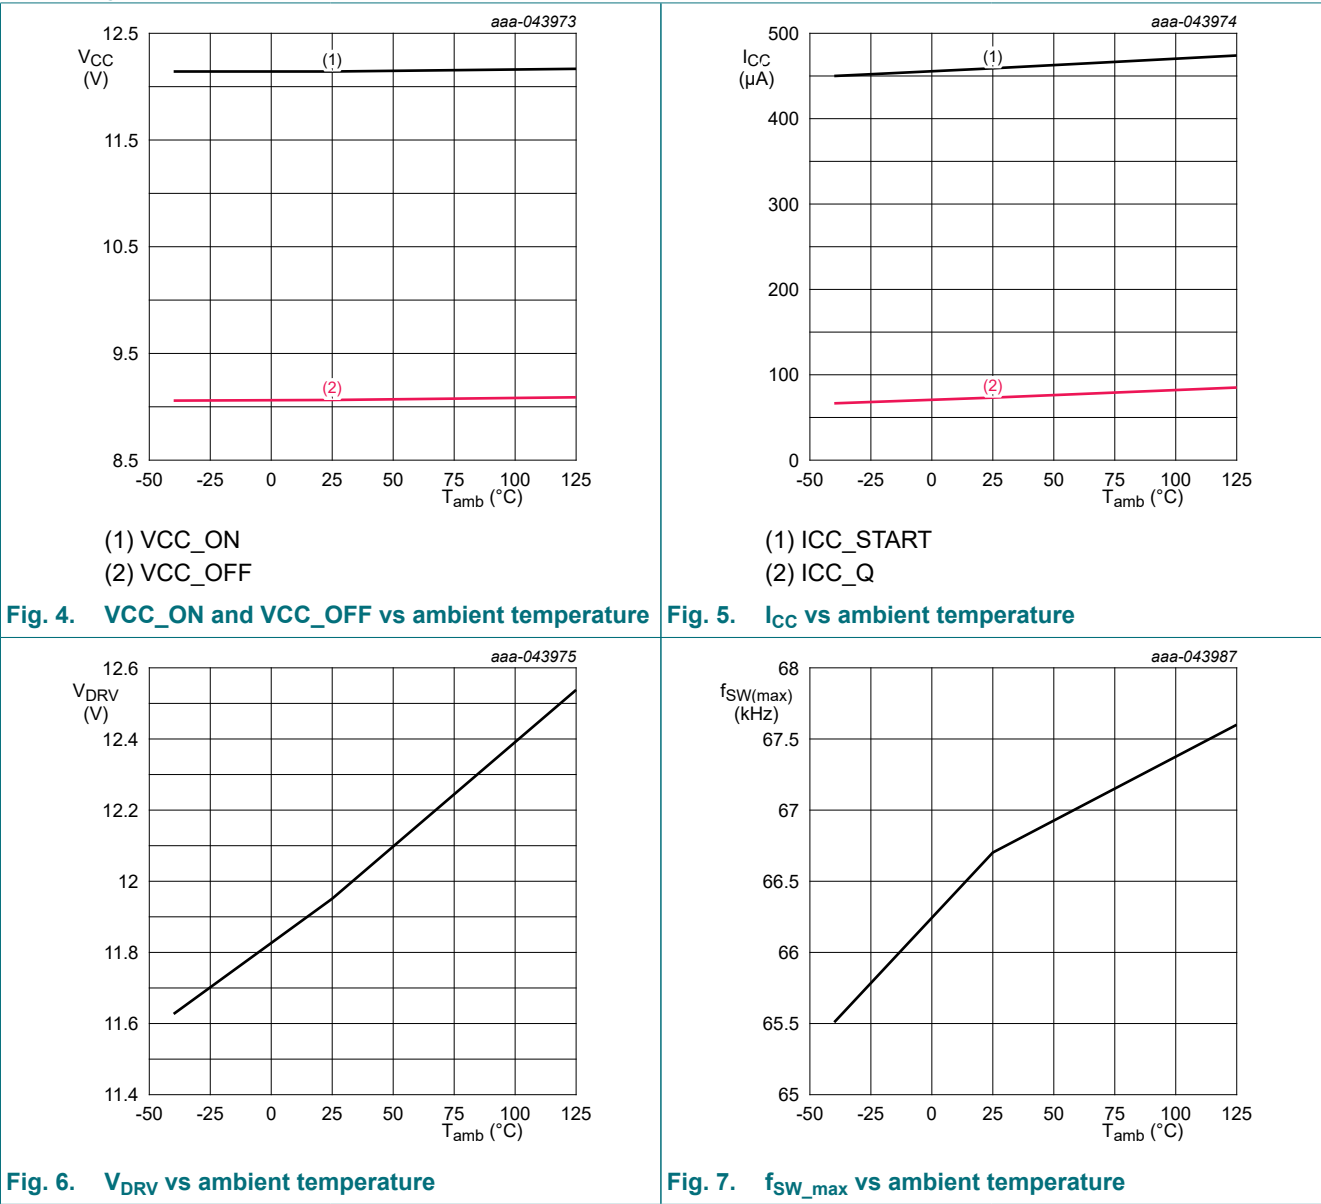 aaa-043973
12.5
VCC
(V)
(1)
11.5
10.5
9.5
(2)
8.5
-50 -25 0 25 50 75 100 125
Tamb (°C)
(1) VCC_ON
(2) VCC_OFF
Fig. 4. VCC_ON and VCC_OFF vs ambient temperature
aaa-043974
500
ICC
(µA)
(1)
400
300
200
100
(2)
0
-50 -25 0 25 50 75 100 125
Tamb (°C)
(1) ICC_START
(2) ICC_Q
Fig. 5. ICC vs ambient temperature
aaa-043975
12.6
VDRV
(V)
12.4
12.2
12
11.8
11.6
11.4
-50 -25 0 25 50 75 100 125
Tamb (°C)
Fig. 6. VDRV vs ambient temperature
aaa-043987
68
fSW(max)
(kHz)
67.5
67
66.5
66
65.5
65
-50 -25 0 25 50 75 100 125
Tamb (°C)
Fig. 7. fSW_max vs ambient temperature